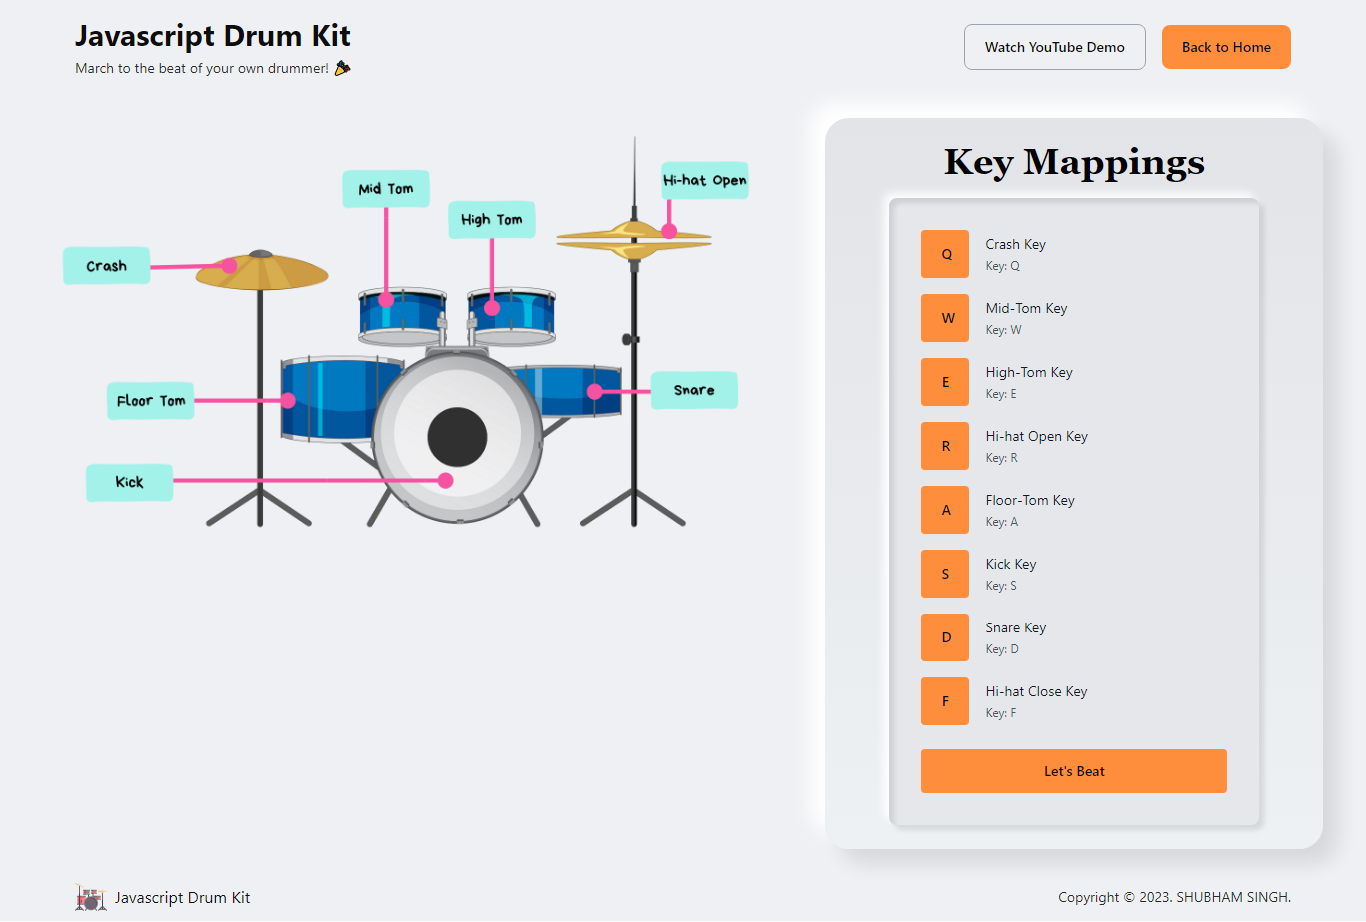 Javascript Drum Kit
March to the beat of your own drummer!
Watch YouTube Demo
Back to Home
Mid Tom
High Tom
Hi-hat Open
Crash
Floor Tom
Snare
Kick
Key Mappings
Q
Crash Key
Key: Q
W
Mid-Tom Key
Key: W
E
High-Tom Key
Key: E
R
Hi-hat Open Key
Key: R
A
Floor-Tom Key
Key: A
S
Kick Key
Key: S
D
Snare Key
Key: D
F
Hi-hat Close Key
Key: F
Let's Beat
Javascript Drum Kit
Copyright © 2023. SHUBHAM SINGH.